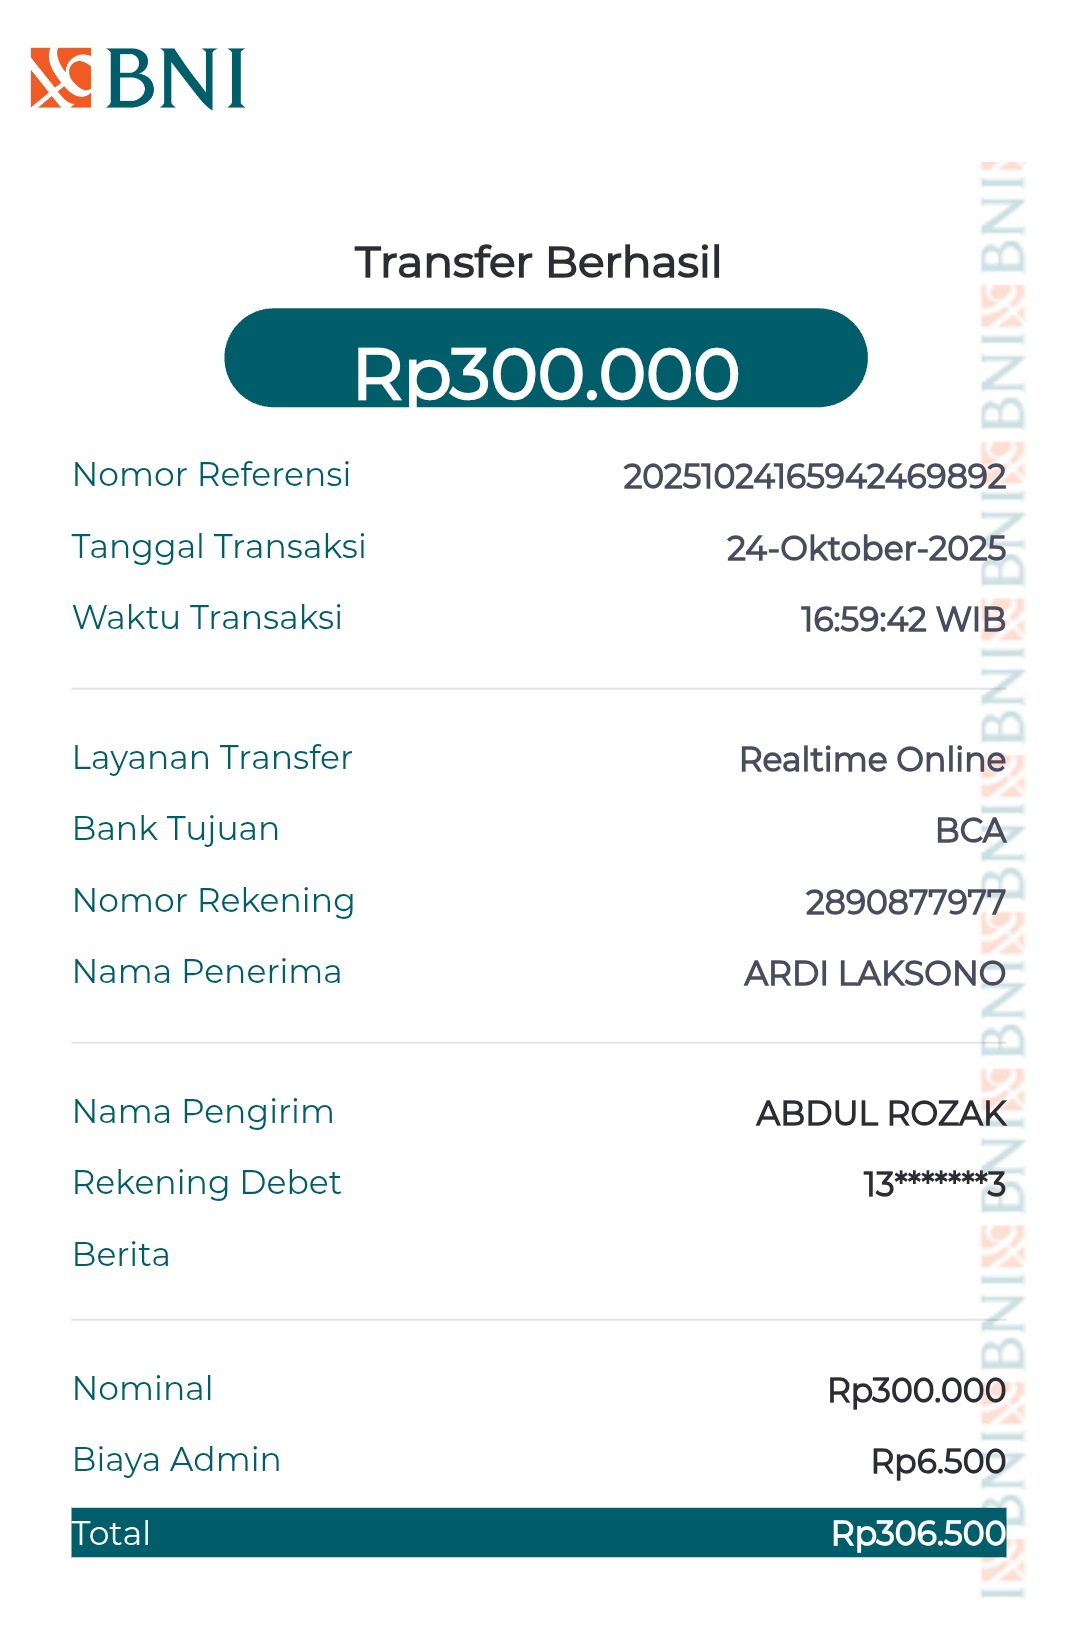 BNI
Transfer Berhasil
Rp300.000
Nomor Referensi 20251024165942469892
Tanggal Transaksi 24-Oktober-2025
Waktu Transaksi 16:59:42 WIB
Layanan Transfer Realtime Online
Bank Tujuan BCA
Nomor Rekening 2890877977
Nama Penerima ARDI LAKSONO
Nama Pengirim ABDUL ROZAK
Rekening Debet 13*******3
Berita
Nominal Rp300.000
Biaya Admin Rp6.500
Total Rp306.500
BNI BNI BNI BNI BNI BNI BNI BNI BNI